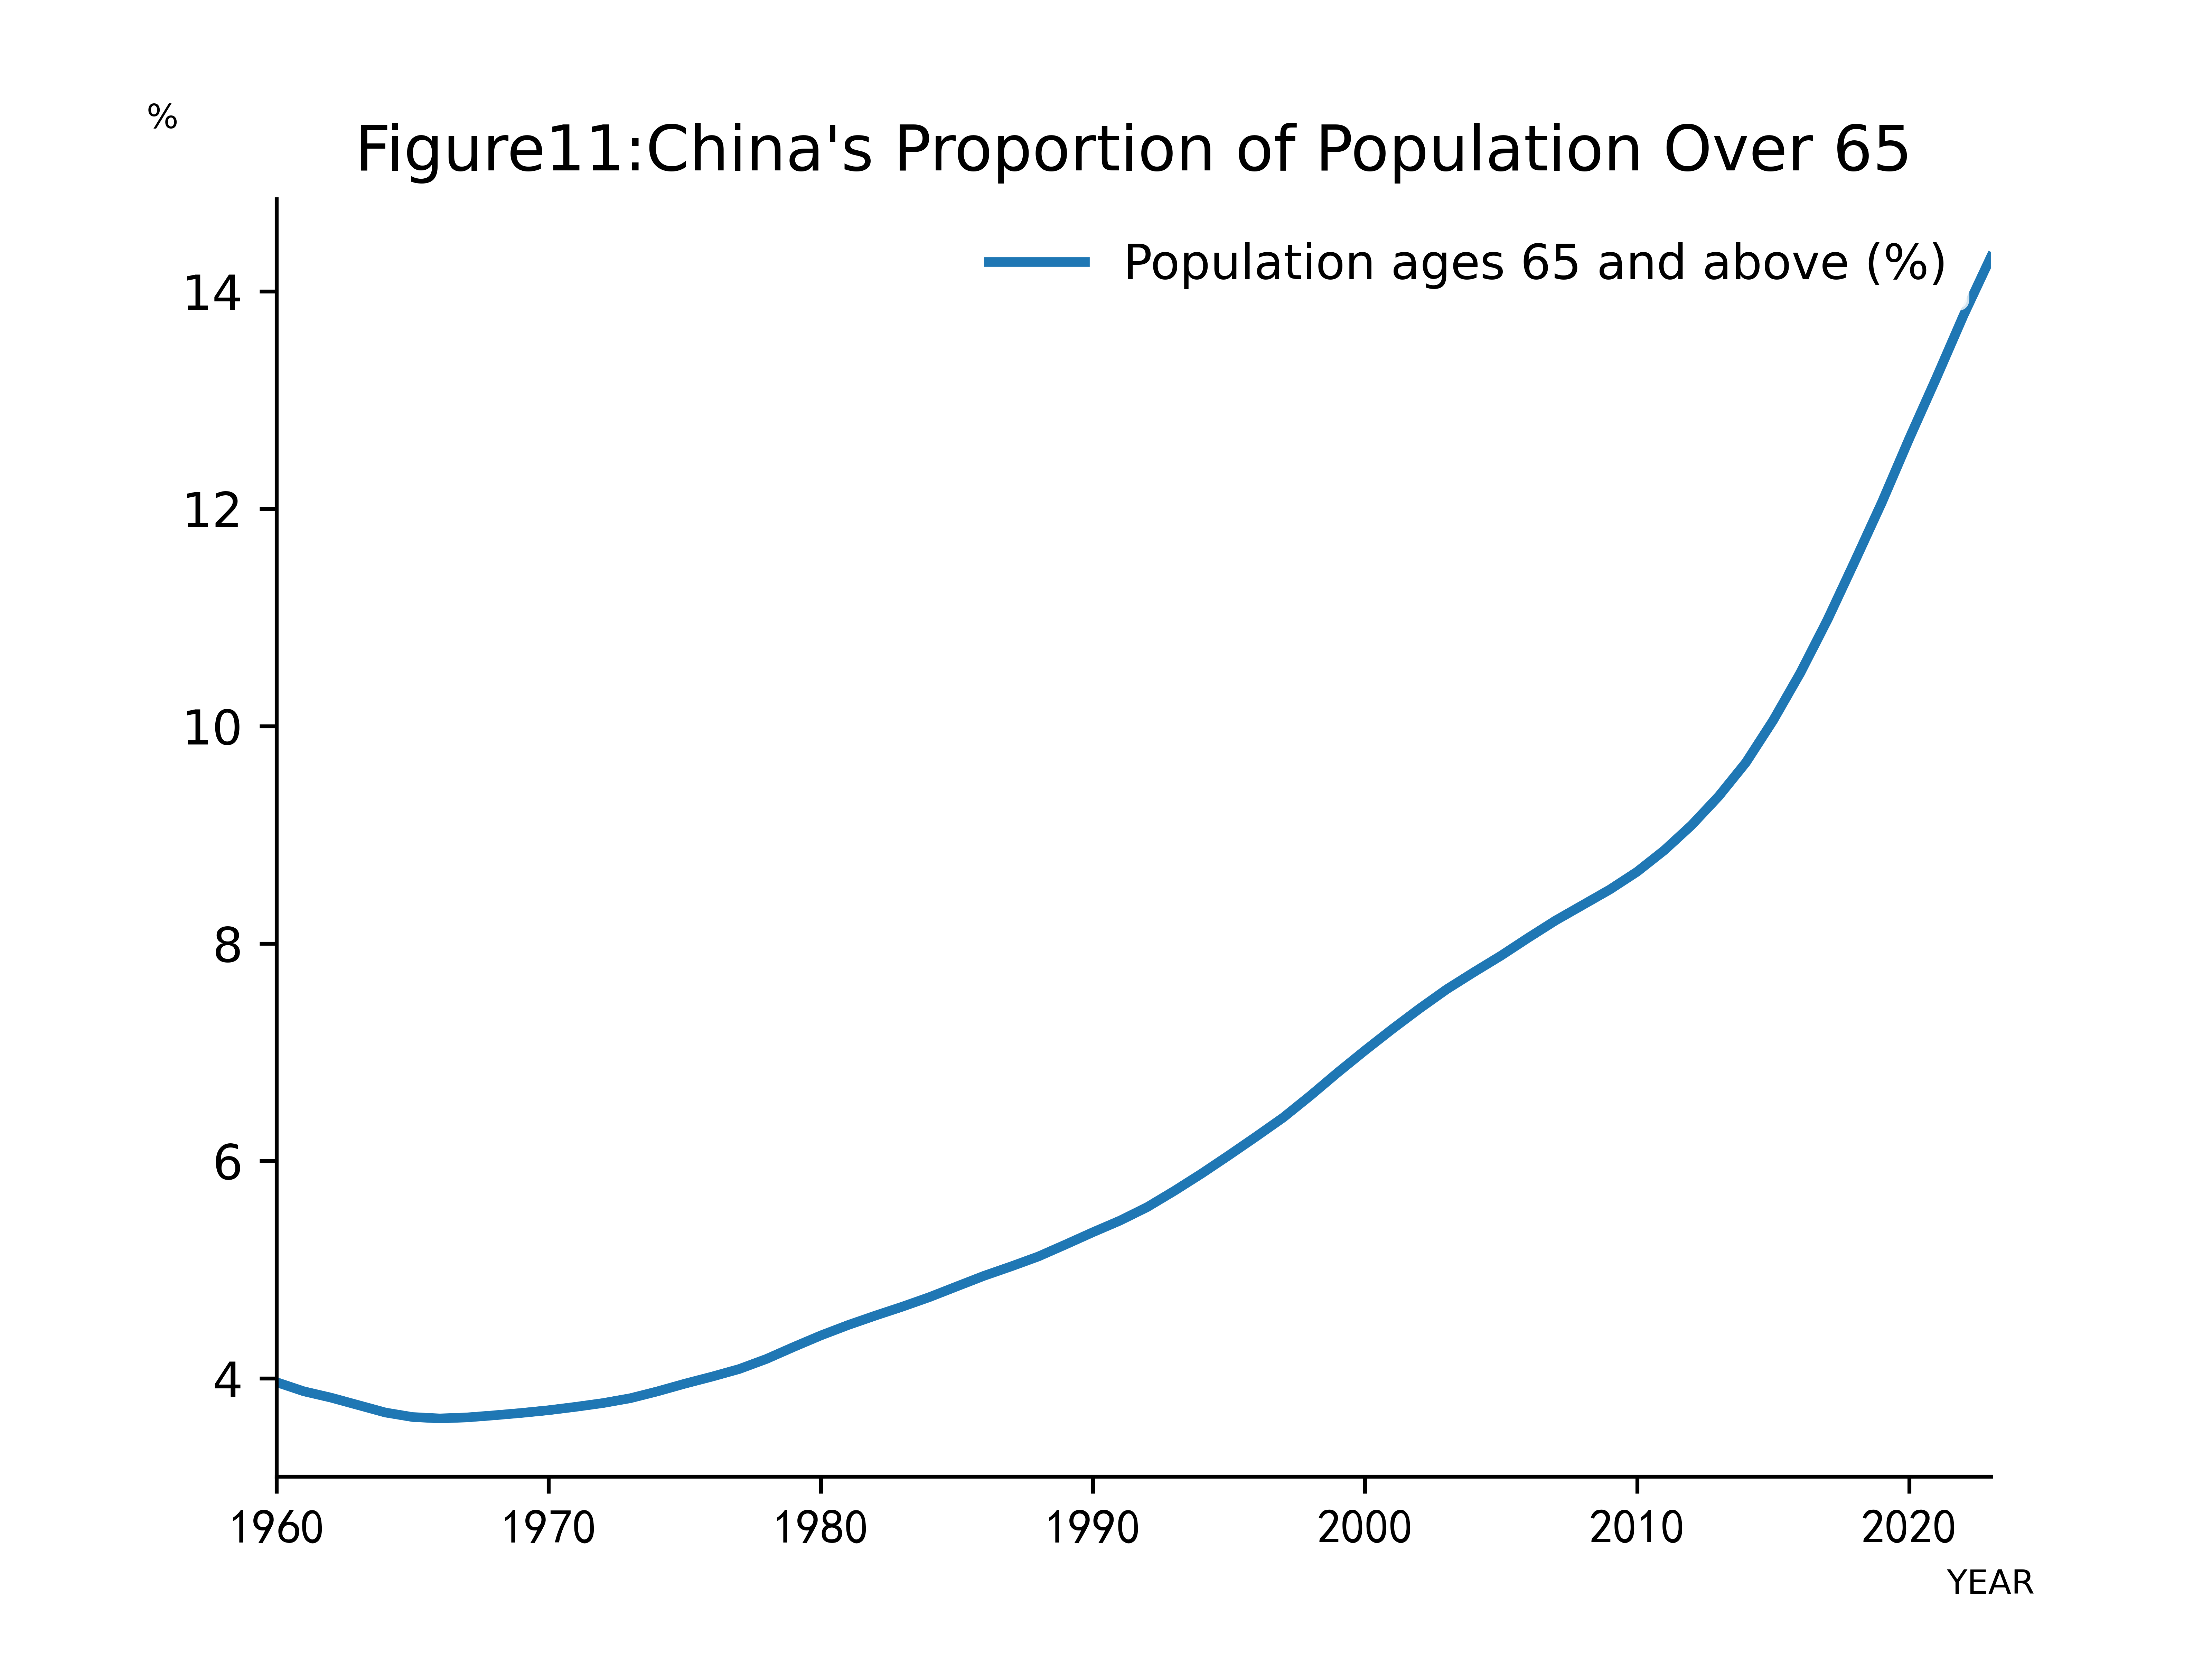 %
Figure11:China's Proportion of Population Over 65
Population ages 65 and above (%)
14
12
10
8
6
4
1960 1970 1980 1990 2000 2010 2020
YEAR